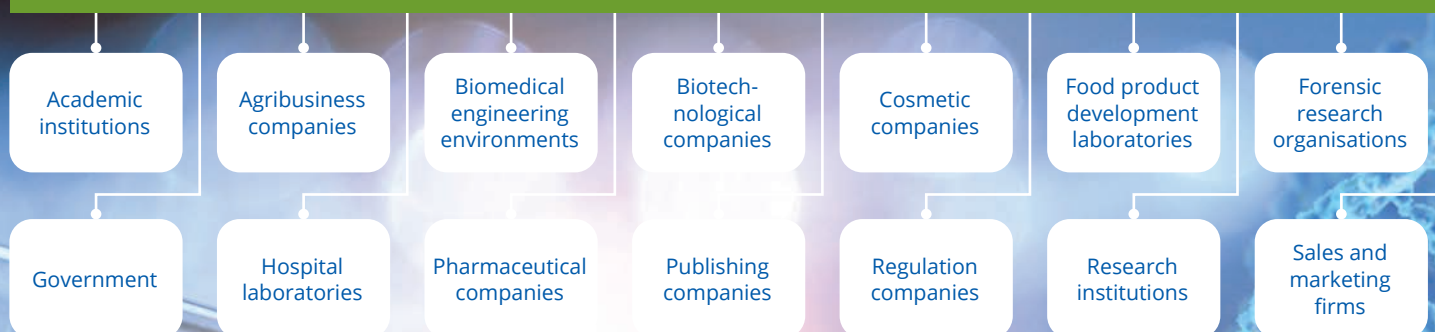 Academic
institutions
Agribusiness
companies
Biomedical
engineering
environments
Biotech-
nological
companies
Cosmetic
companies
Food product
development
laboratories
Forensic
research
organisations
Government
Hospital
laboratories
Pharmaceutical
companies
Publishing
companies
Regulation
companies
Research
institutions
Sales and
marketing
firms